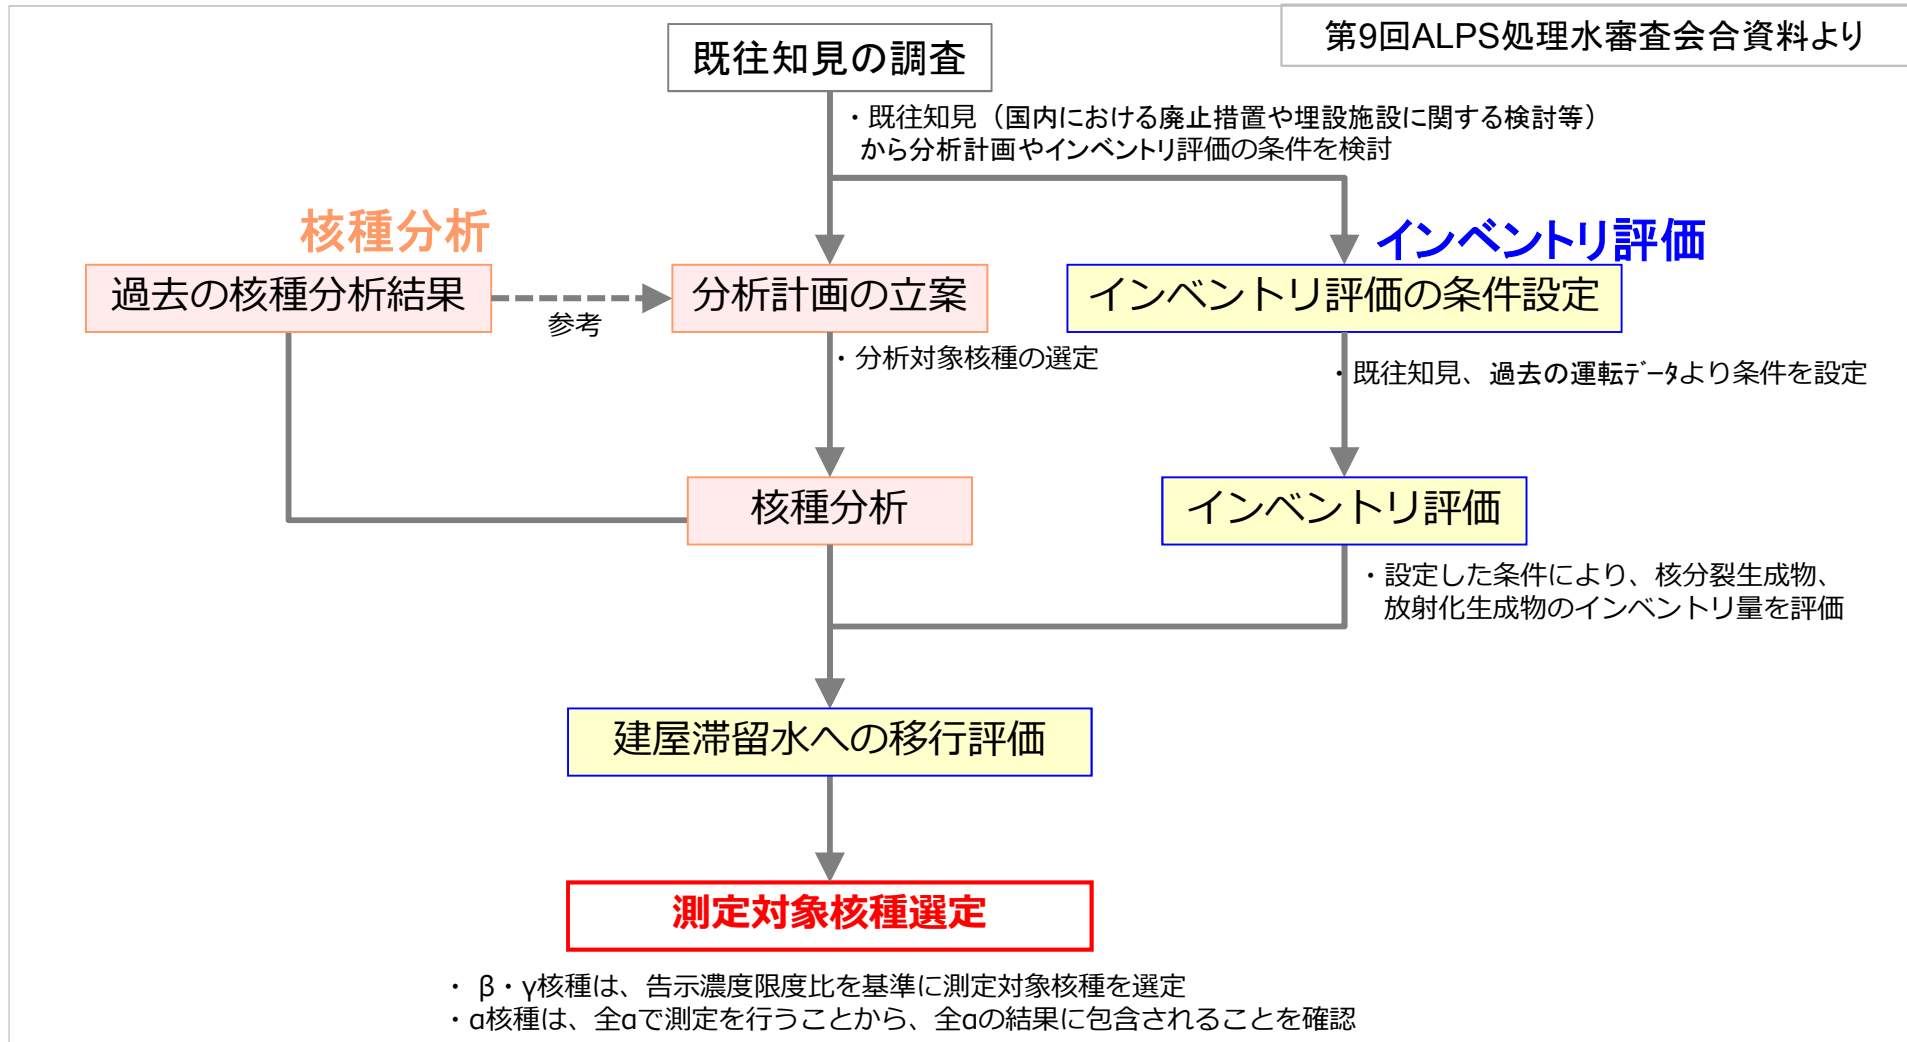 第9回ALPS処理水審査会合資料より
既往知見の調査
・既往知見（国内における廃止措置や埋設施設に関する検討等）
から分析計画やインベントリ評価の条件を検討
核種分析
インベントリ評価
過去の核種分析結果
参考
分析計画の立案
インベントリ評価の条件設定
・分析対象核種の選定
・既往知見、過去の運転ﾃﾞｰﾀより条件を設定
核種分析
インベントリ評価
・設定した条件により、核分裂生成物、
放射化生成物のインベントリ量を評価
建屋滞留水への移行評価
測定対象核種選定
・ β・γ核種は、告示濃度限度比を基準に測定対象核種を選定
・α核種は、全αで測定を行うことから、全αの結果に包含されることを確認